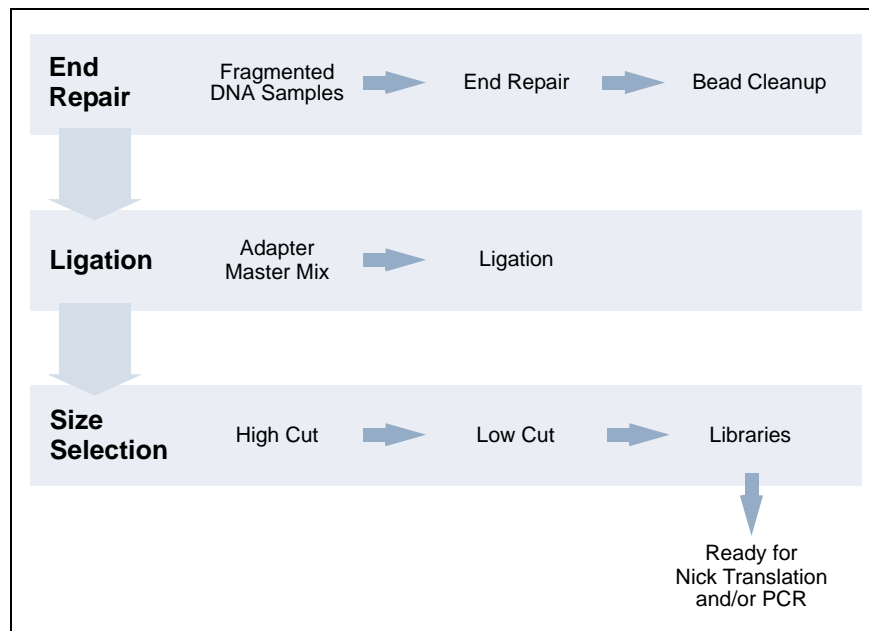 End
Repair
Fragmented
DNA Samples
End Repair
Bead Cleanup
Ligation
Adapter
Master Mix
Ligation
Size
Selection
High Cut
Low Cut
Libraries
Ready for
Nick Translation
and/or PCR